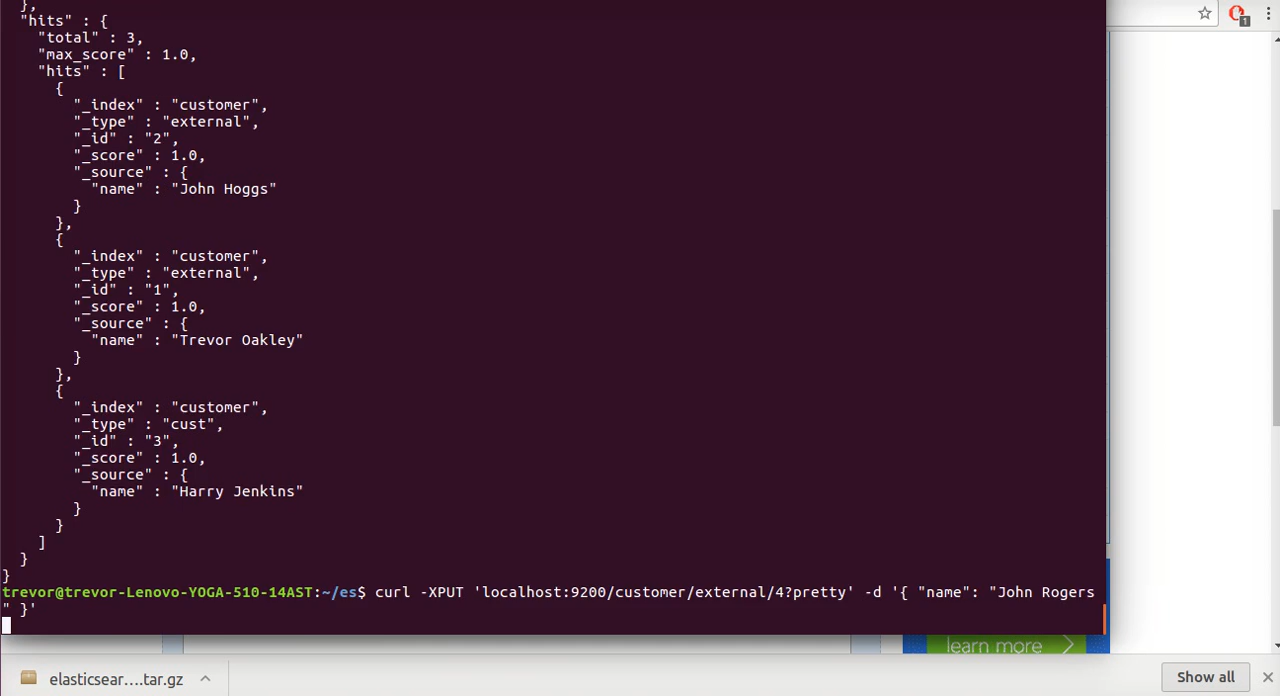 },
"hits" : {
"total" : 3,
"max_score" : 1.0,
"hits" : [
{
"_index" : "customer",
"_type" : "external",
"_id" : "2",
"_score" : 1.0,
"_source" : {
"name" : "John Hoggs"
}
},
{
"_index" : "customer",
"_type" : "external",
"_id" : "1",
"_score" : 1.0,
"_source" : {
"name" : "Trevor Oakley"
}
},
{
"_index" : "customer",
"_type" : "cust",
"_id" : "3",
"_score" : 1.0,
"_source" : {
"name" : "Harry Jenkins"
}
}
]
}
}
trevor@trevor-Lenovo-YOGA-510-14AST:~/es$ curl -XPUT 'localhost:9200/customer/external/4?pretty' -d '{ "name": "John Rogers
" }'
1
learn more
elasticsear....tar.gz
Show all